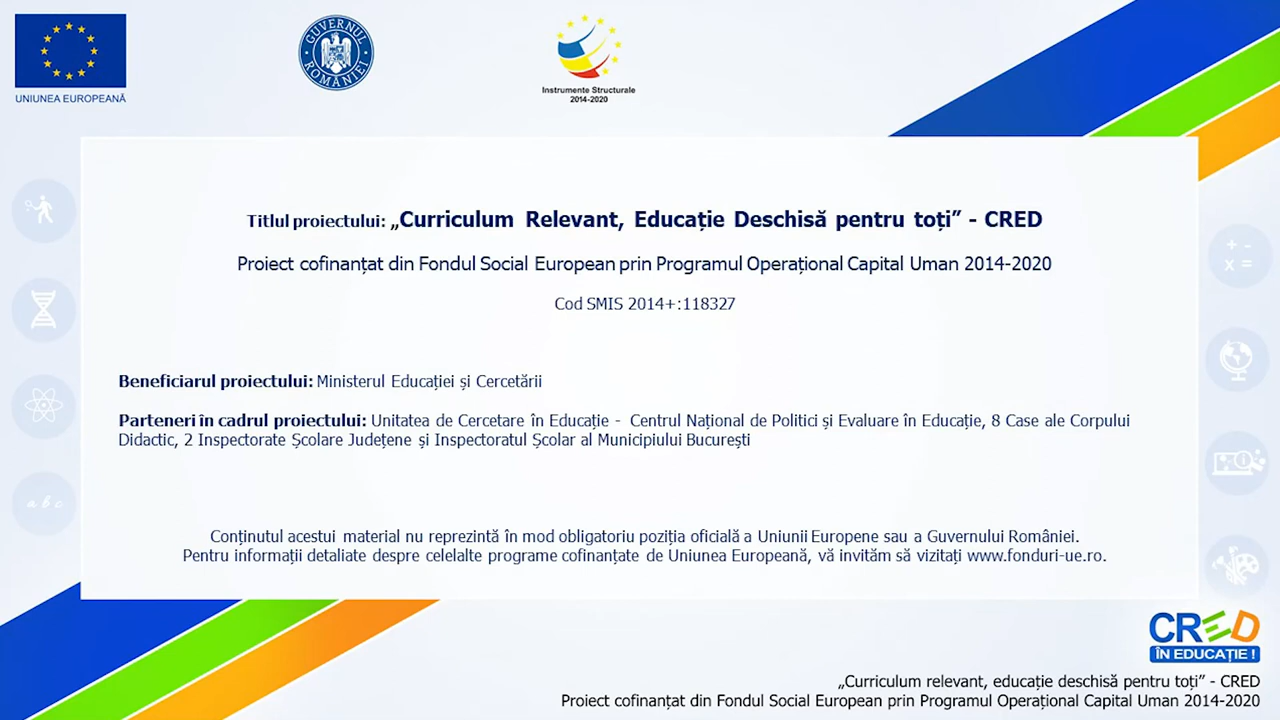 UNIUNEA EUROPEANĂ
GUVERNUL ROMÂNIEI
Instrumente Structurale
2014-2020
Titlul proiectului: „Curriculum Relevant, Educație Deschisă pentru toți” - CRED
Proiect cofinanțat din Fondul Social European prin Programul Operațional Capital Uman 2014-2020
Cod SMIS 2014+:118327
Beneficiarul proiectului: Ministerul Educației și Cercetării
Parteneri în cadrul proiectului: Unitatea de Cercetare în Educație - Centrul Național de Politici și Evaluare în Educație, 8 Case ale Corpului
Didactic, 2 Inspectorate Școlare Județene și Inspectoratul Școlar al Municipiului București
a b c
Conținutul acestui material nu reprezintă în mod obligatoriu poziția oficială a Uniunii Europene sau a Guvernului României.
Pentru informații detaliate despre celelalte programe cofinanțate de Uniunea Europeană, vă invităm să vizitați www.fonduri-ue.ro.
CRED
ÎN EDUCAȚIE !
„Curriculum relevant, educație deschisă pentru toți” - CRED
Proiect cofinanțat din Fondul Social European prin Programul Operațional Capital Uman 2014-2020